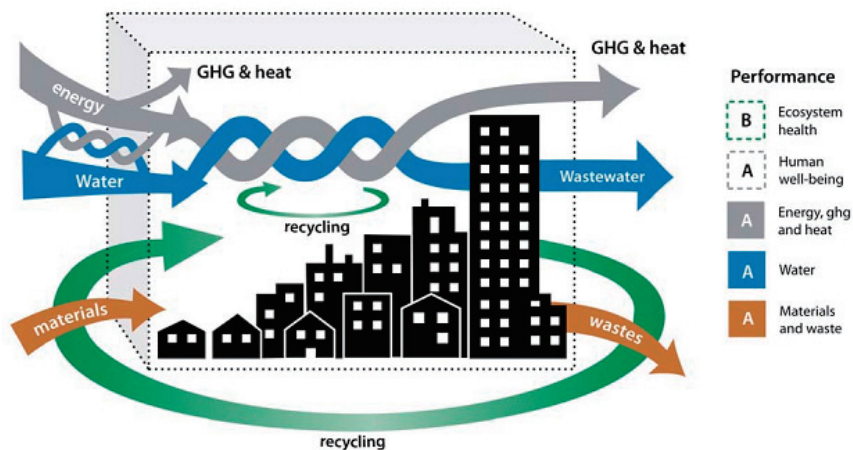 GHG & heat
energy
GHG & heat
Water
Wastewater
recycling
materials
wastes
recycling
Performance
B
Ecosystem
health
A
Human
well-being
A
Energy, ghg
and heat
A
Water
A
Materials
and waste